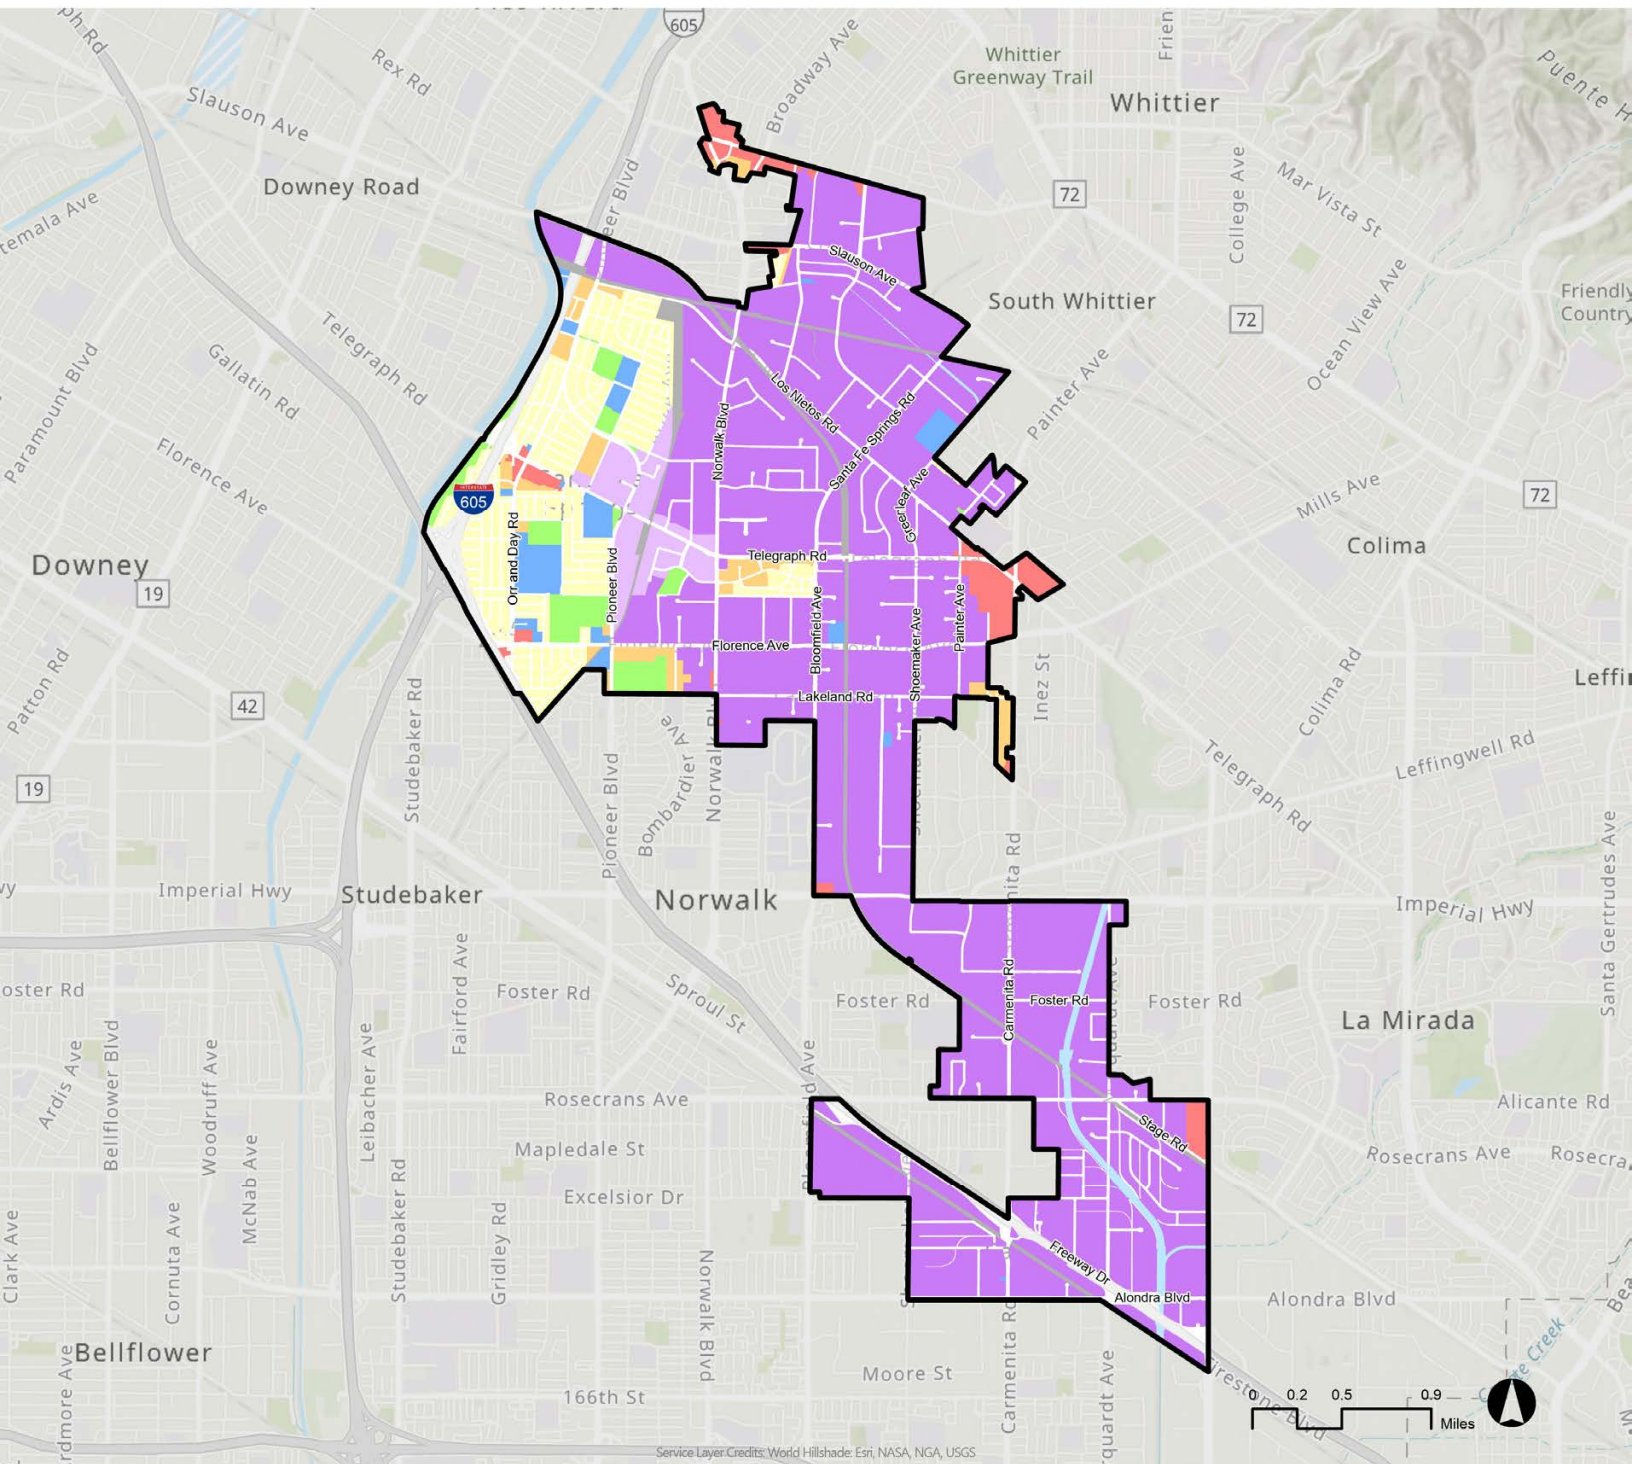 605
Rex Rd
Broadway Ave
Whittier
Greenway Trail
Whittier
Slauson Ave
Downey Road
72
College Ave
Mar Vista St
Slauson Ave
South Whittier
72
Ocean View Ave
Friendly
Country
Telegraph Rd
Gallatin Rd
Paramount Blvd
Painter Ave
Los Nietos Rd
Norwalk Blvd
Santa Fe Springs Rd
Florence Ave
Greenleaf Ave
Mills Ave
72
INTERSTATE
605
Orr and Day Rd
Pioneer Blvd
Telegraph Rd
Colima
Downey
19
Bloomfield Ave
Shoemaker Ave
Painter Ave
Florence Ave
Inez St
Colima Rd
Patton Rd
42
Studebaker Rd
Lakeland Rd
Leffingwell Rd
Telegraph Rd
19
Pioneer Blvd
Bombardier Ave
Imperial Hwy
Studebaker
Norwalk
Imperial Hwy
Santa Gertrudes Ave
Fairford Ave
Foster Rd
Sproul St
Foster Rd
Carmenita Rd
Foster Rd
Foster Rd
La Mirada
Ardis Ave
Bellflower Blvd
Woodruff Ave
Leibacher Ave
Rosecrans Ave
Alicante Rd
Stage Rd
McNab Ave
Mapledale St
Rosecrans Ave
Excelsior Dr
Clark Ave
Cornuta Ave
Studebaker Rd
Gridley Rd
Norwalk Blvd
Freeway Dr
Alondra Blvd
Alondra Blvd
Bellflower
Moore St
166th St
Carmenita Rd
0 0.2 0.5 0.9
Miles
Service Layer Credits: World Hillshade: Esri, NASA, NGA, USGS